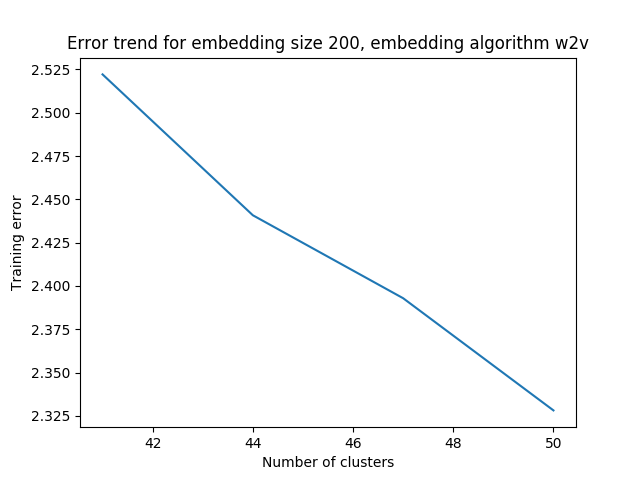 Error trend for embedding size 200, embedding algorithm w2v
2.525
2.500
2.475
2.450
2.425
2.400
2.375
2.350
2.325
Training error
42 44 46 48 50
Number of clusters